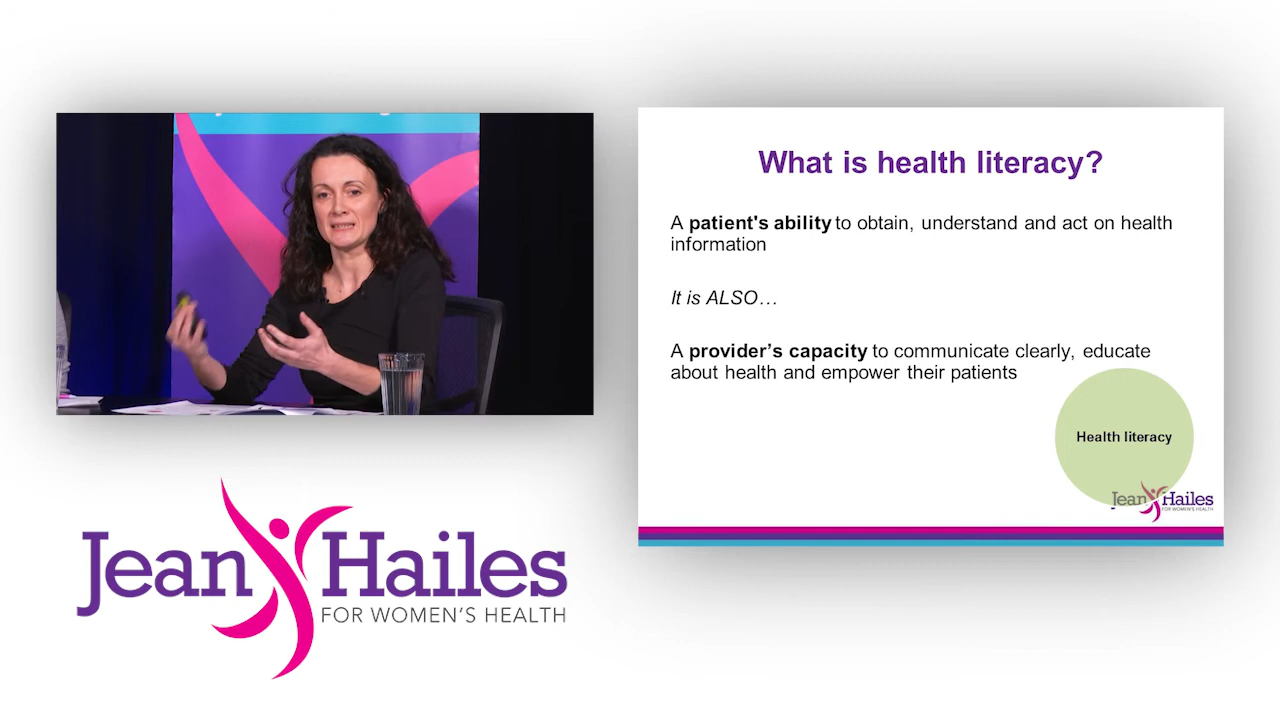 What is health literacy?
A patient's ability to obtain, understand and act on health
information
It is ALSO…
A provider’s capacity to communicate clearly, educate
about health and empower their patients
Health literacy
Jean Hailes
FOR WOMEN'S HEALTH
Jean Hailes
FOR WOMEN’S HEALTH